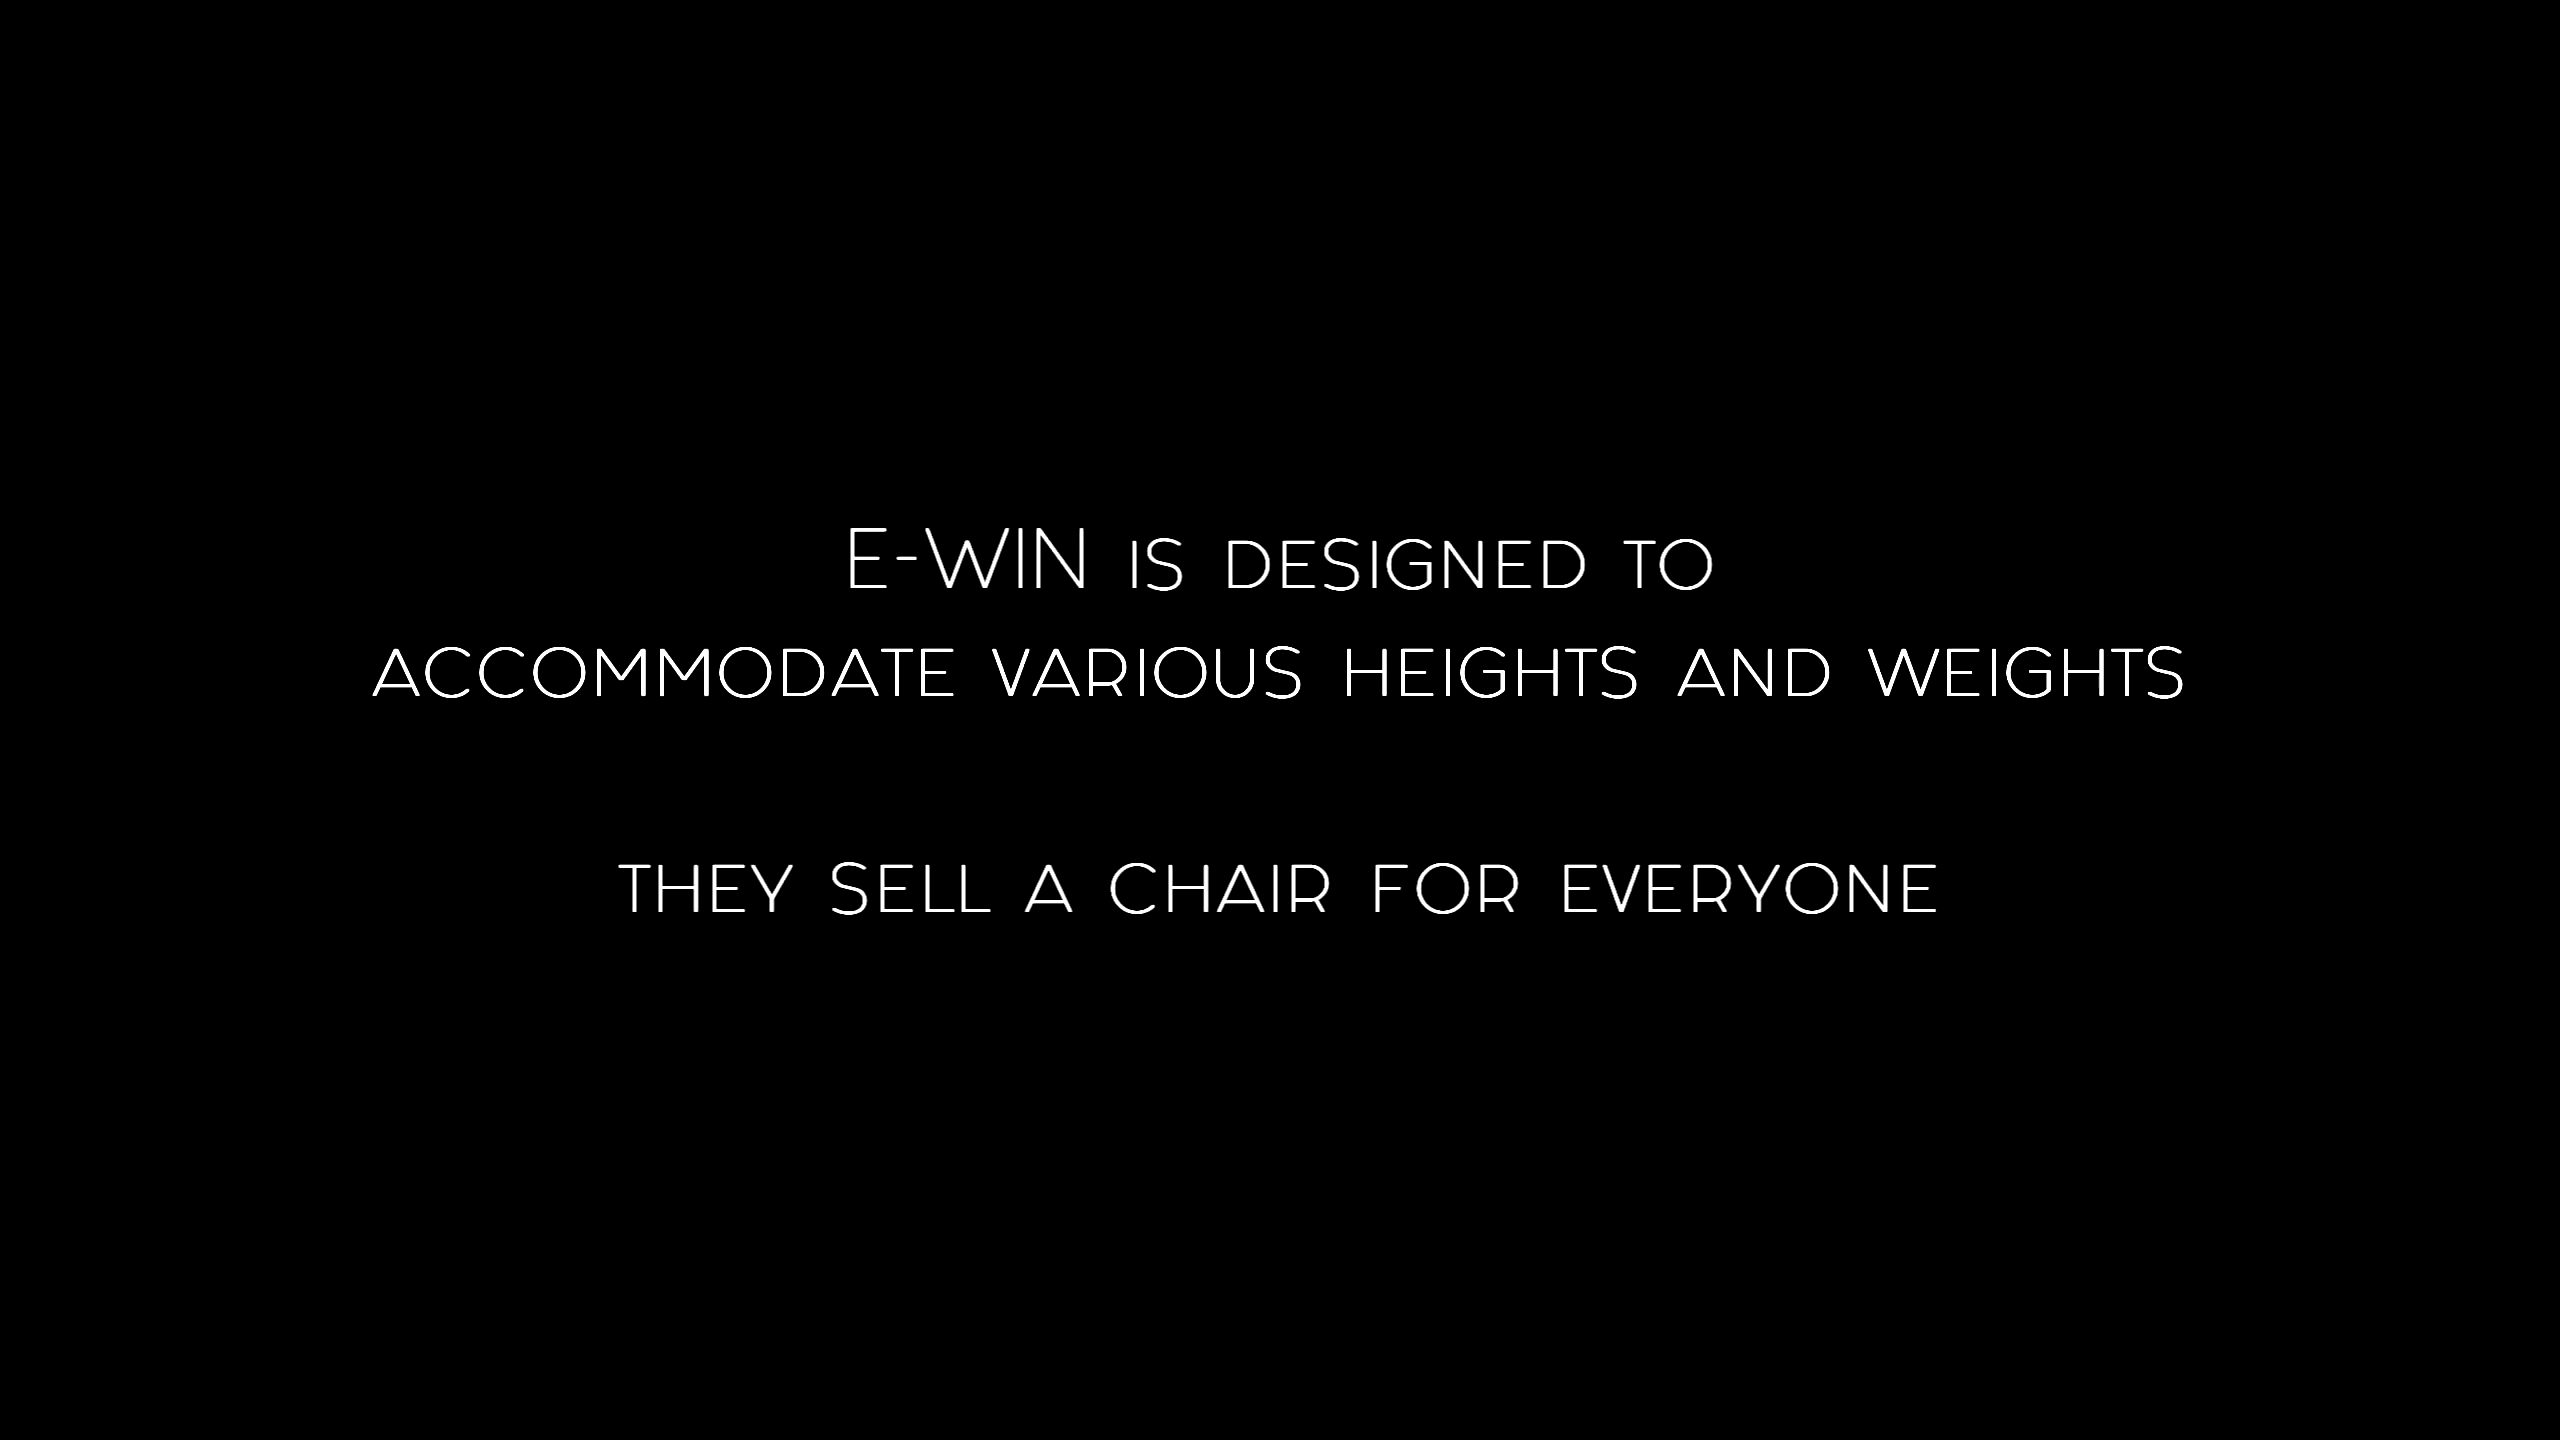 E-WIN IS DESIGNED TO
ACCOMMODATE VARIOUS HEIGHTS AND WEIGHTS
THEY SELL A CHAIR FOR EVERYONE